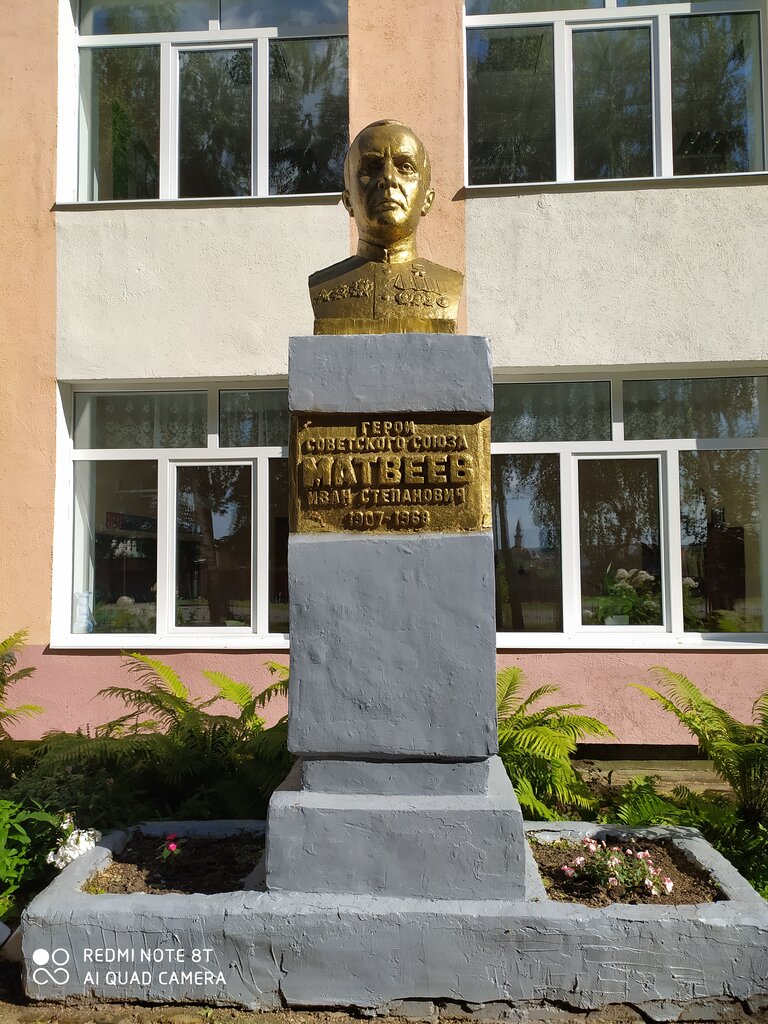 ГЕРОЙ
СОВЕТСКОГО СОЮЗА
МАТВЕЕВ
ИВАН СТЕПАНОВИЧ
1907-1968
REDMI NOTE 8T
AI QUAD CAMERA